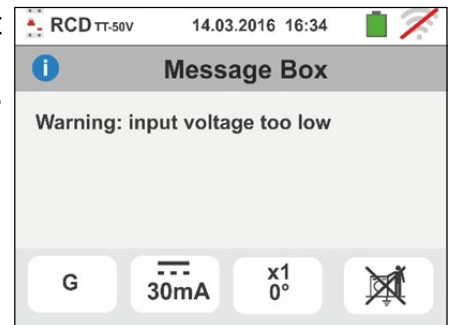 RCD TT-50V 14.03.2016 16:34
Message Box
Warning: input voltage too low
G
30mA
x1
0°